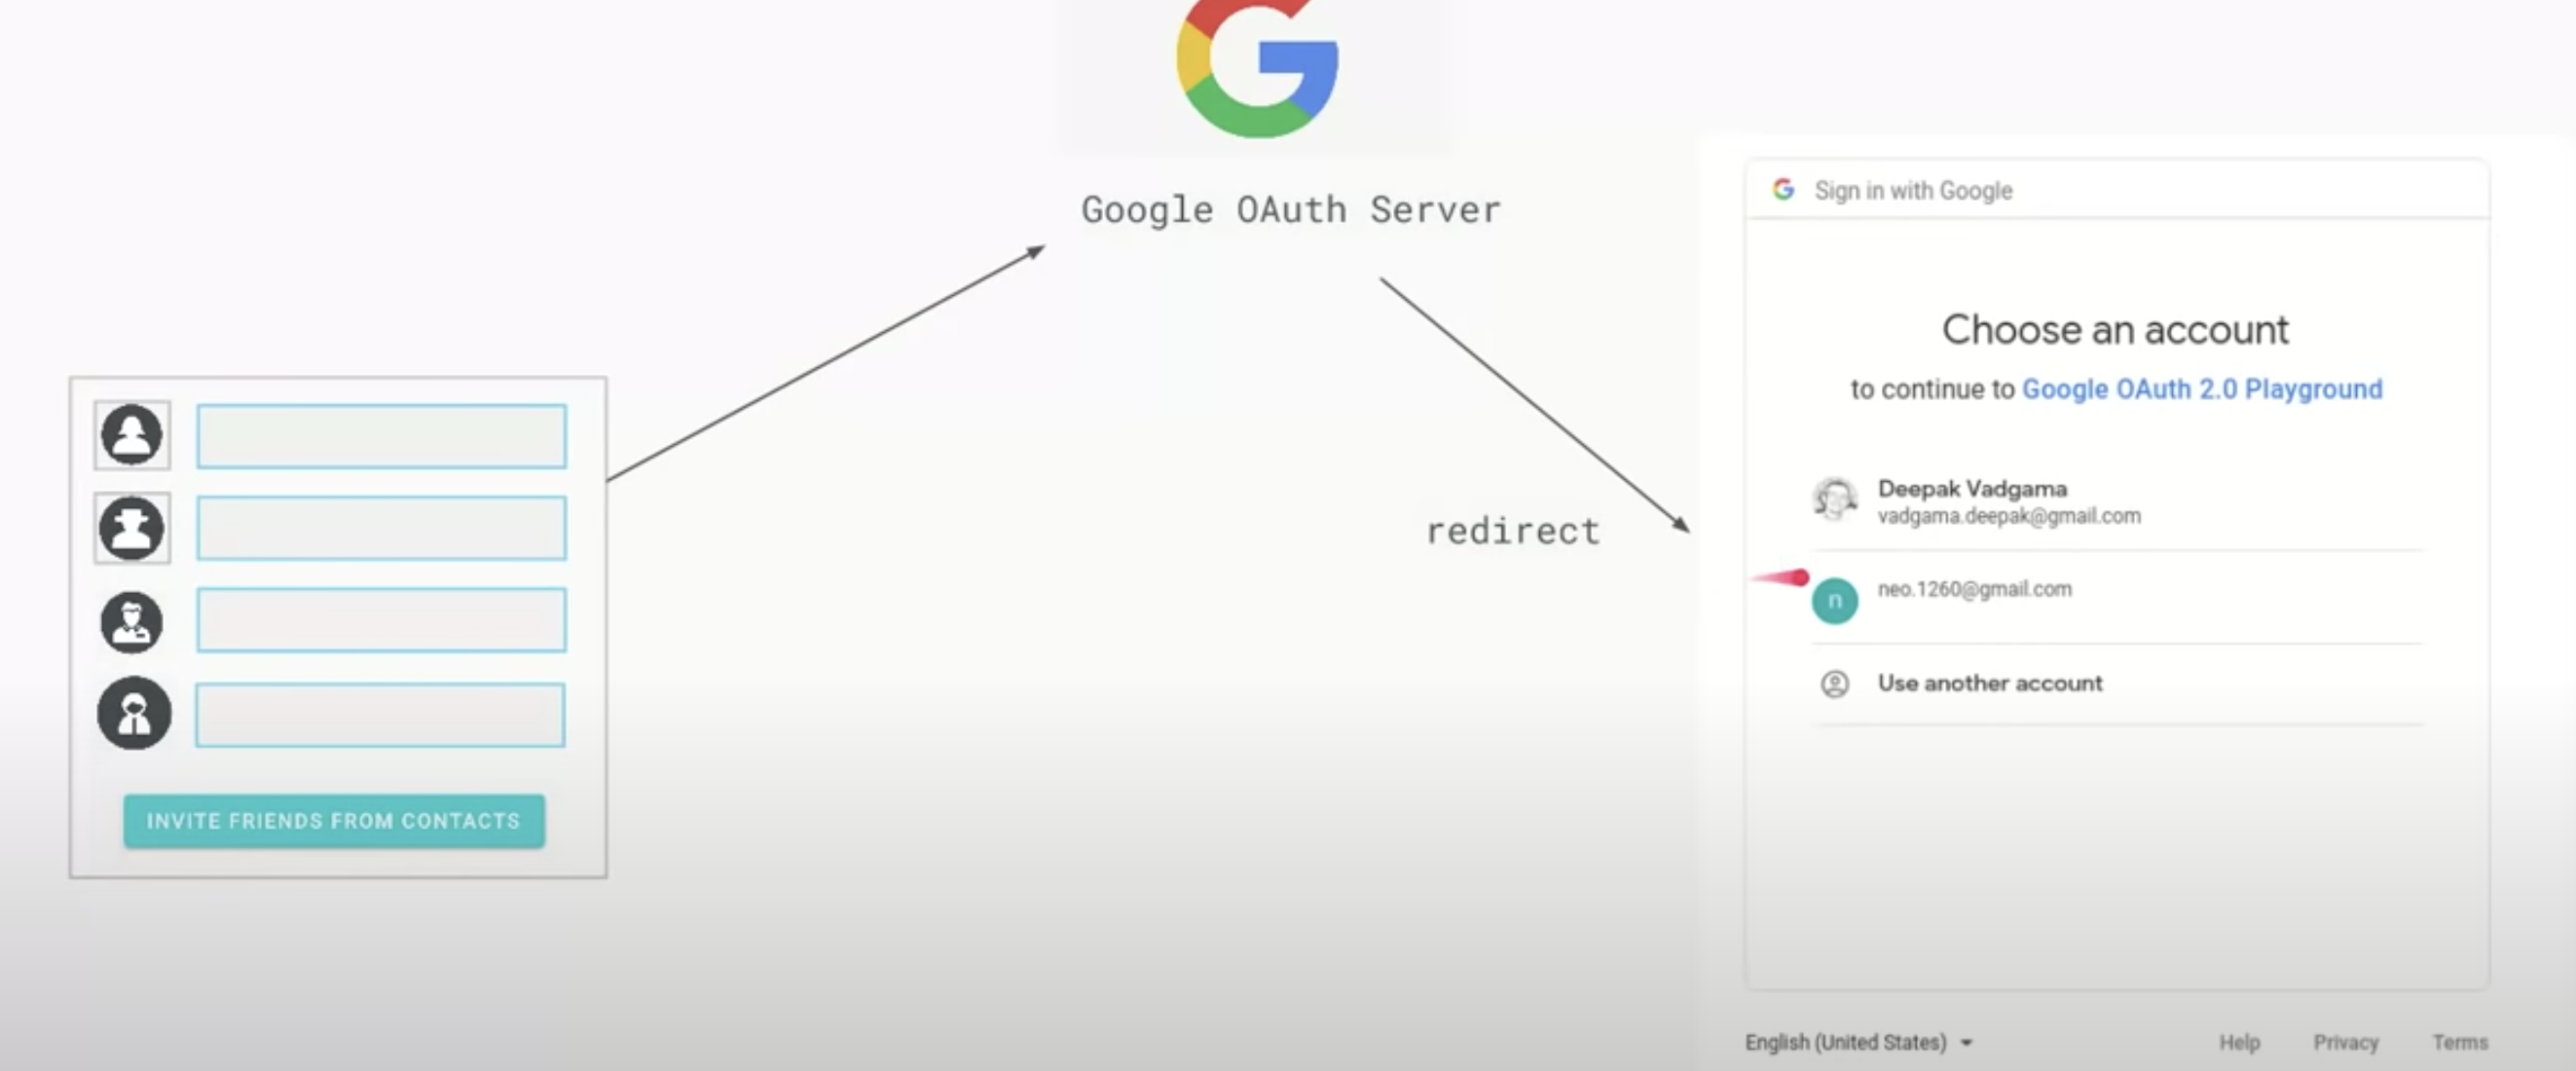 Google OAuth Server
redirect
INVITE FRIENDS FROM CONTACTS
Sign in with Google
Choose an account
to continue to Google OAuth 2.0 Playground
Deepak Vadgama
vadgama.deepak@gmail.com
n
neo.1260@gmail.com
Use another account
English (United States)
Help Privacy Terms